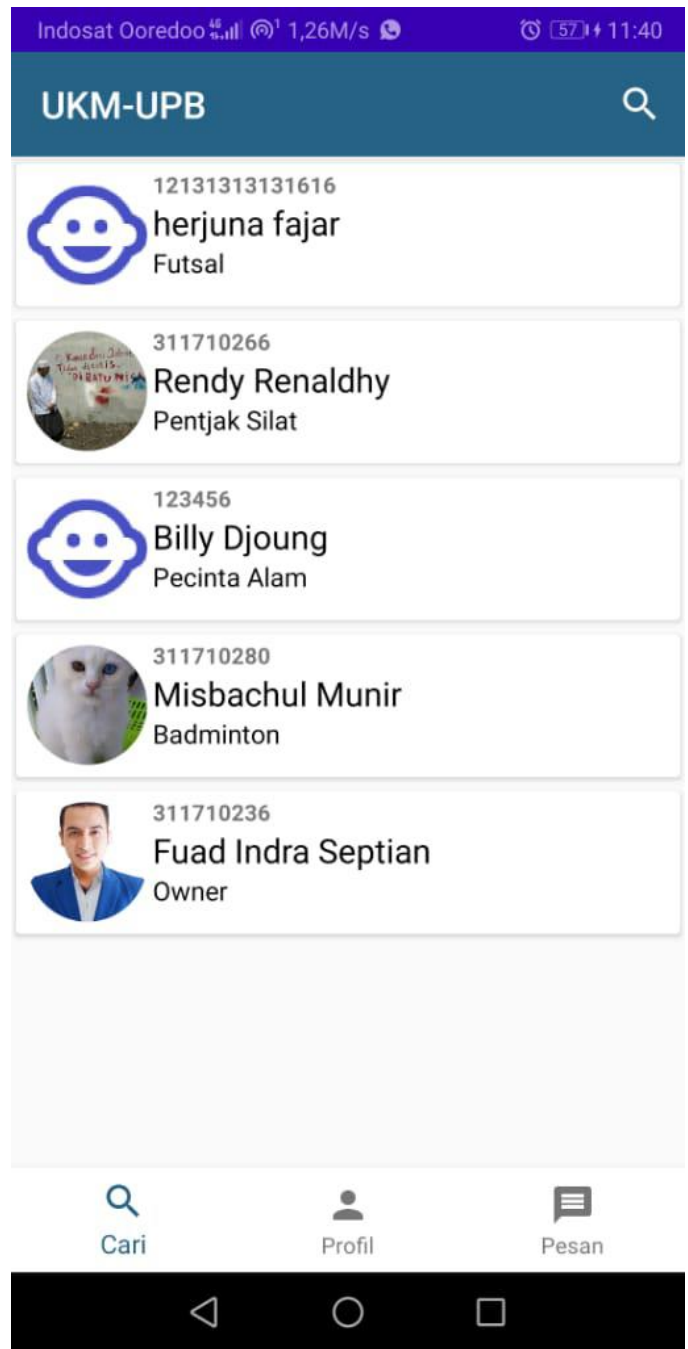 Indosat Ooredoo 1 1,26M/s 57 11:40
UKM-UPB
12131313131616
herjuna fajar
Futsal
311710266
Rendy Renaldhy
Pentjak Silat
123456
Billy Djoung
Pecinta Alam
311710280
Misbachul Munir
Badminton
311710236
Fuad Indra Septian
Owner
Cari
Profil
Pesan